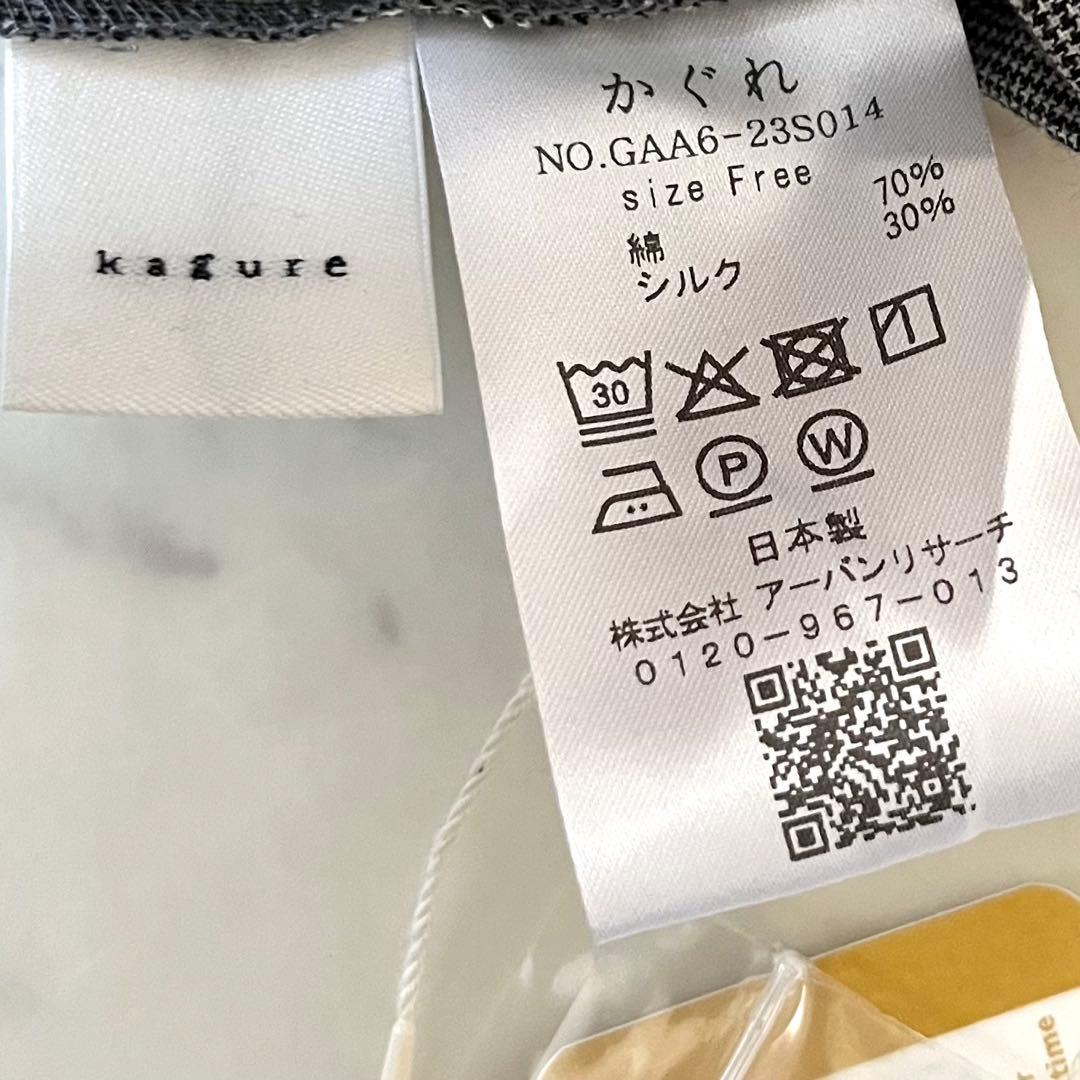 kagure
かぐれ
NO.GAA6-23S014
size Free
綿 70%
シルク 30%
30
P W
日本製
株式会社 アーバンリサーチ
0120-967-013
time